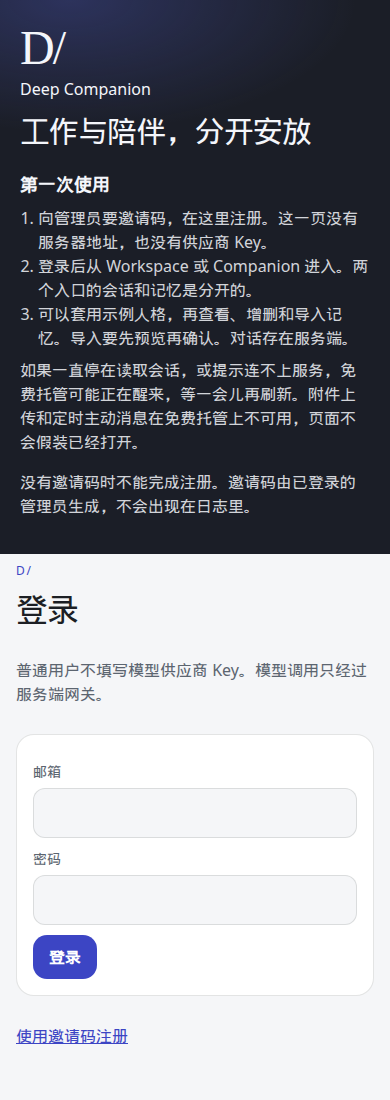 D/
Deep Companion
工作与陪伴，分开安放
第一次使用
1. 向管理员要邀请码，在这里注册。这一页没有
服务器地址，也没有供应商 Key。
2. 登录后从 Workspace 或 Companion 进入。两
个入口的会话和记忆是分开的。
3. 可以套用示例人格，再查看、增删和导入记
忆。导入要先预览再确认。对话存在服务端。
如果一直停在读取会话，或提示连不上服务，免
费托管可能正在醒来，等一会儿再刷新。附件上
传和定时主动消息在免费托管上不可用，页面不
会假装已经打开。
没有邀请码时不能完成注册。邀请码由已登录的
管理员生成，不会出现在日志里。
D/
登录
普通用户不填写模型供应商 Key。模型调用只经过
服务端网关。
邮箱
密码
登录
使用邀请码注册